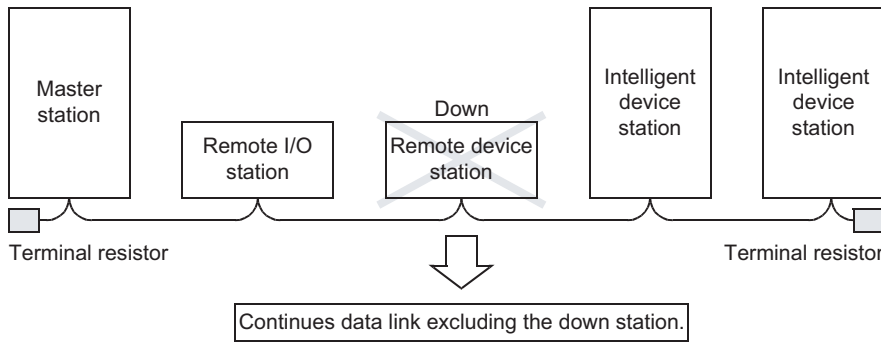 Master
station
Remote I/O
station
Down
Remote device
station
Intelligent
device
station
Intelligent
device
station
Terminal resistor
Terminal resistor
Continues data link excluding the down station.